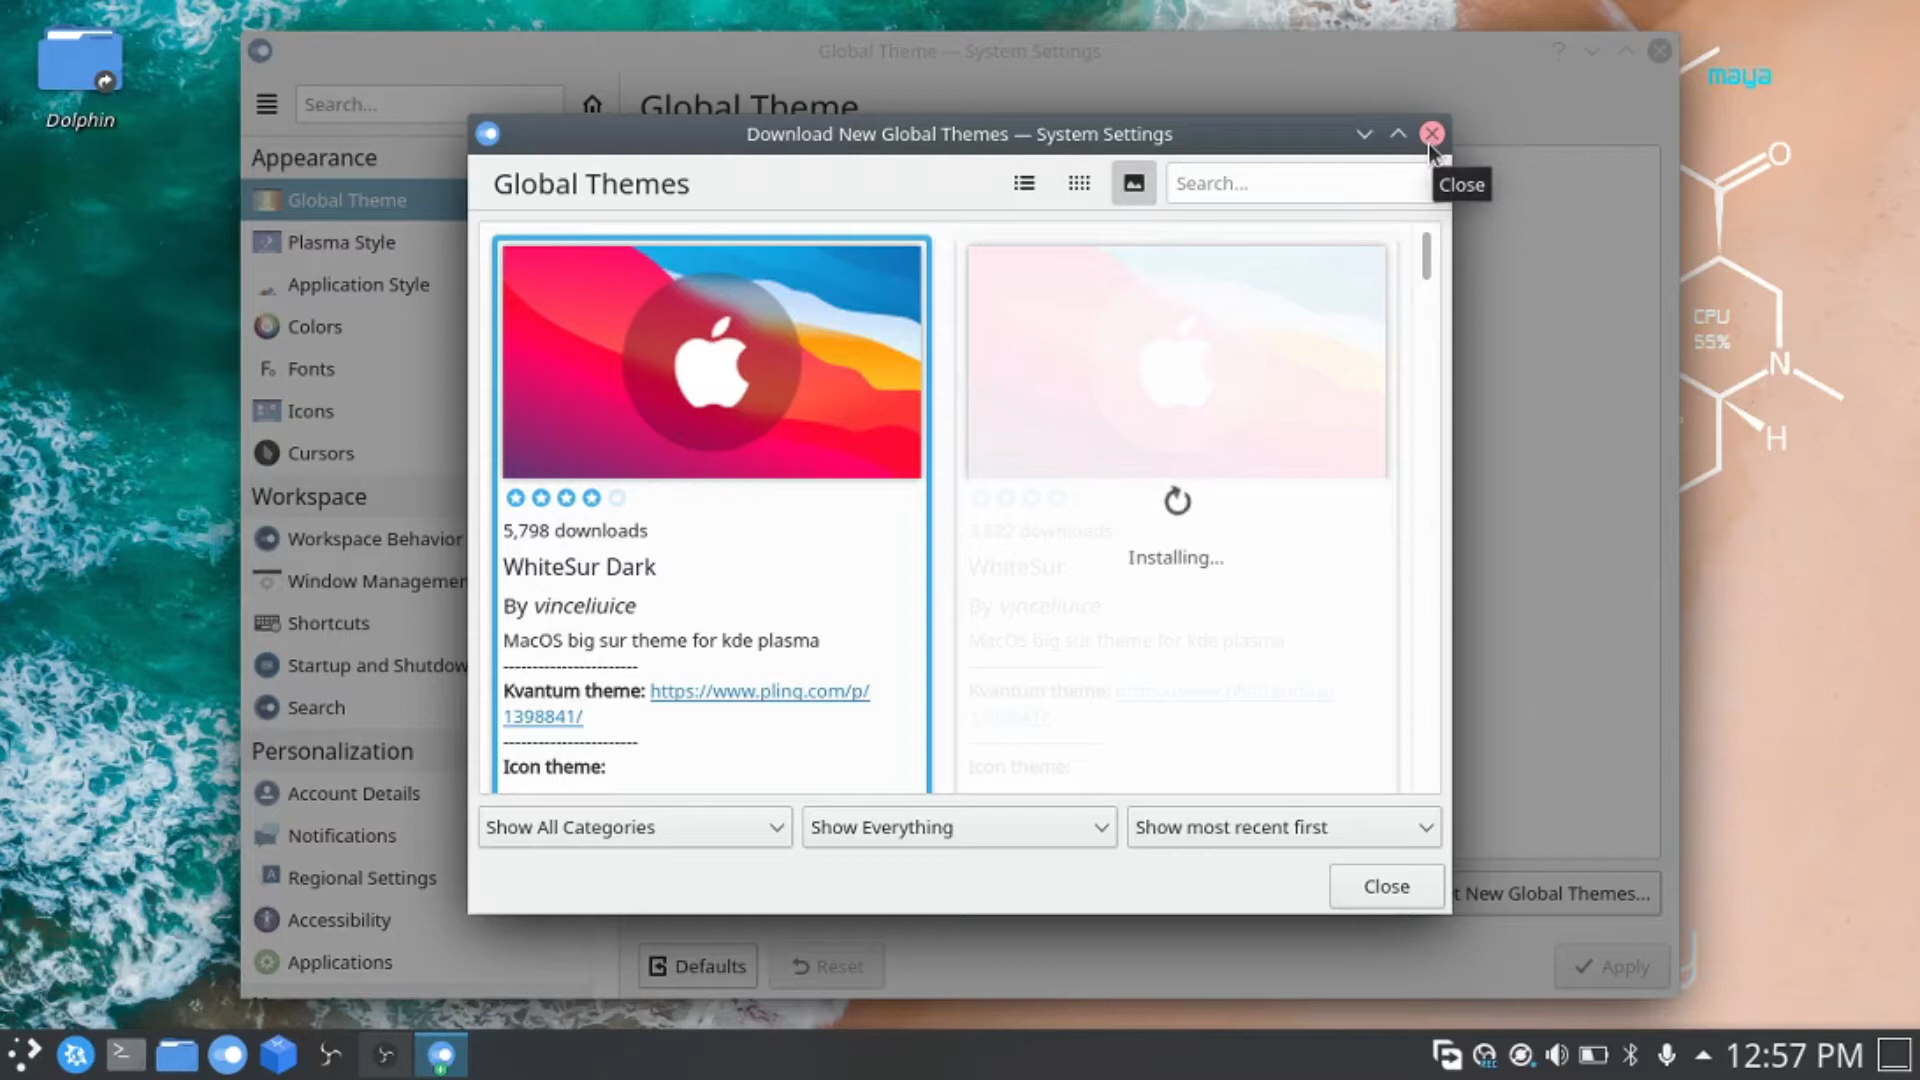 Dolphin
Global Theme — System Settings
maya
Search...
Global Theme
Download New Global Themes — System Settings
Close
Appearance
Global Theme
Plasma Style
Application Style
Colors
Fonts
Icons
Cursors
Workspace
Workspace Behavior
Window Managemen
Shortcuts
Startup and Shutdow
Search
Personalization
Account Details
Notifications
Regional Settings
Accessibility
Applications
Global Themes
Search...
5,798 downloads
WhiteSur Dark
By vinceliuice
MacOS big sur theme for kde plasma
-----------------------
Kvantum theme: https://www.pling.com/p/
1398841/
-----------------------
Icon theme:
Installing...
WhiteSur
By vinceliuice
MacOS big sur theme for kde plasma
Kvantum theme:
Icon theme:
Show All Categories
Show Everything
Show most recent first
Close
t New Global Themes...
Defaults
Reset
Apply
O
CPU
55%
N
H
REC
12:57 PM